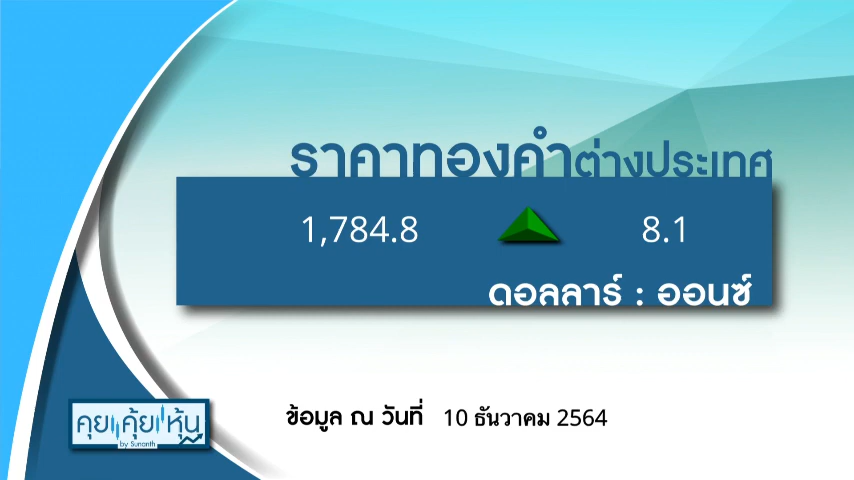 ราคาทองคำต่างประเทศ
1,784.8 8.1
ดอลลาร์ : ออนซ์
ข้อมูล ณ วันที่ 10 ธันวาคม 2564
คุย คุ้ย หุ้น
by Sunanth